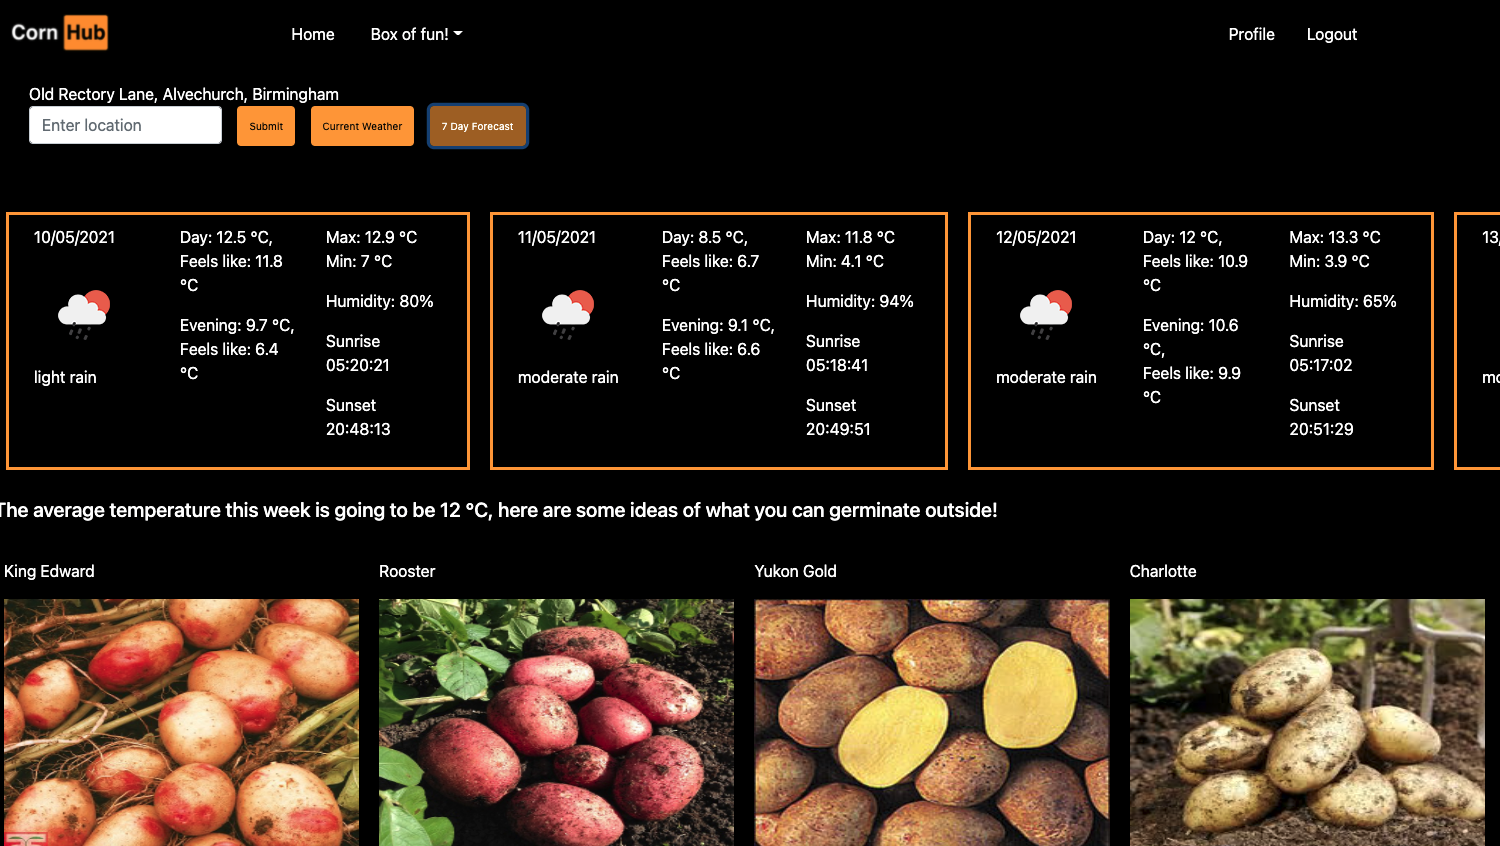 Corn Hub
Home
Box of fun!
Profile
Logout
Old Rectory Lane, Alvechurch, Birmingham
Enter location
Submit
Current Weather
7 Day Forecast
10/05/2021
light rain
Day: 12.5 °C,
Feels like: 11.8
°C
Evening: 9.7 °C,
Feels like: 6.4
°C
Max: 12.9 °C
Min: 7 °C
Humidity: 80%
Sunrise
05:20:21
Sunset
20:48:13
11/05/2021
moderate rain
Day: 8.5 °C,
Feels like: 6.7
°C
Evening: 9.1 °C,
Feels like: 6.6
°C
Max: 11.8 °C
Min: 4.1 °C
Humidity: 94%
Sunrise
05:18:41
Sunset
20:49:51
12/05/2021
moderate rain
Day: 12 °C,
Feels like: 10.9
°C
Evening: 10.6
°C,
Feels like: 9.9
°C
Max: 13.3 °C
Min: 3.9 °C
Humidity: 65%
Sunrise
05:17:02
Sunset
20:51:29
13/
The average temperature this week is going to be 12 °C, here are some ideas of what you can germinate outside!
King Edward
Rooster
Yukon Gold
Charlotte